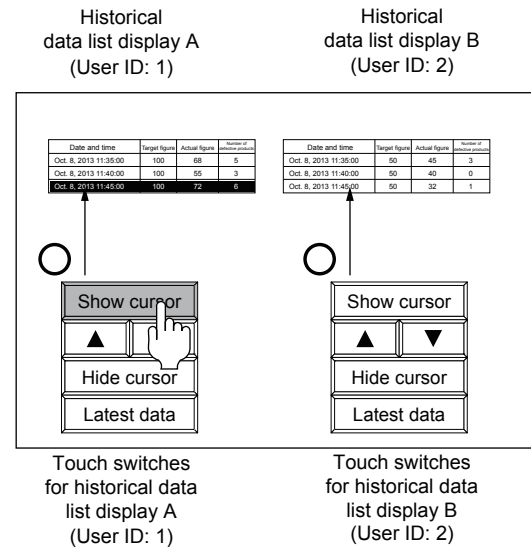 Historical
data list display A
(User ID: 1)
Historical
data list display B
(User ID: 2)
Date and time Target figure Actual figure Number of defective products
Oct. 8, 2013 11:35:00 100 68 5
Oct. 8, 2013 11:40:00 100 55 3
Oct. 8, 2013 11:45:00 100 72 6
Date and time Target figure Actual figure Number of defective products
Oct. 8, 2013 11:35:00 50 45 3
Oct. 8, 2013 11:40:00 50 40 0
Oct. 8, 2013 11:45:00 50 32 1
Show cursor
▲
Hide cursor
Latest data
Show cursor
▲ ▼
Hide cursor
Latest data
Touch switches
for historical data
list display A
(User ID: 1)
Touch switches
for historical data
list display B
(User ID: 2)